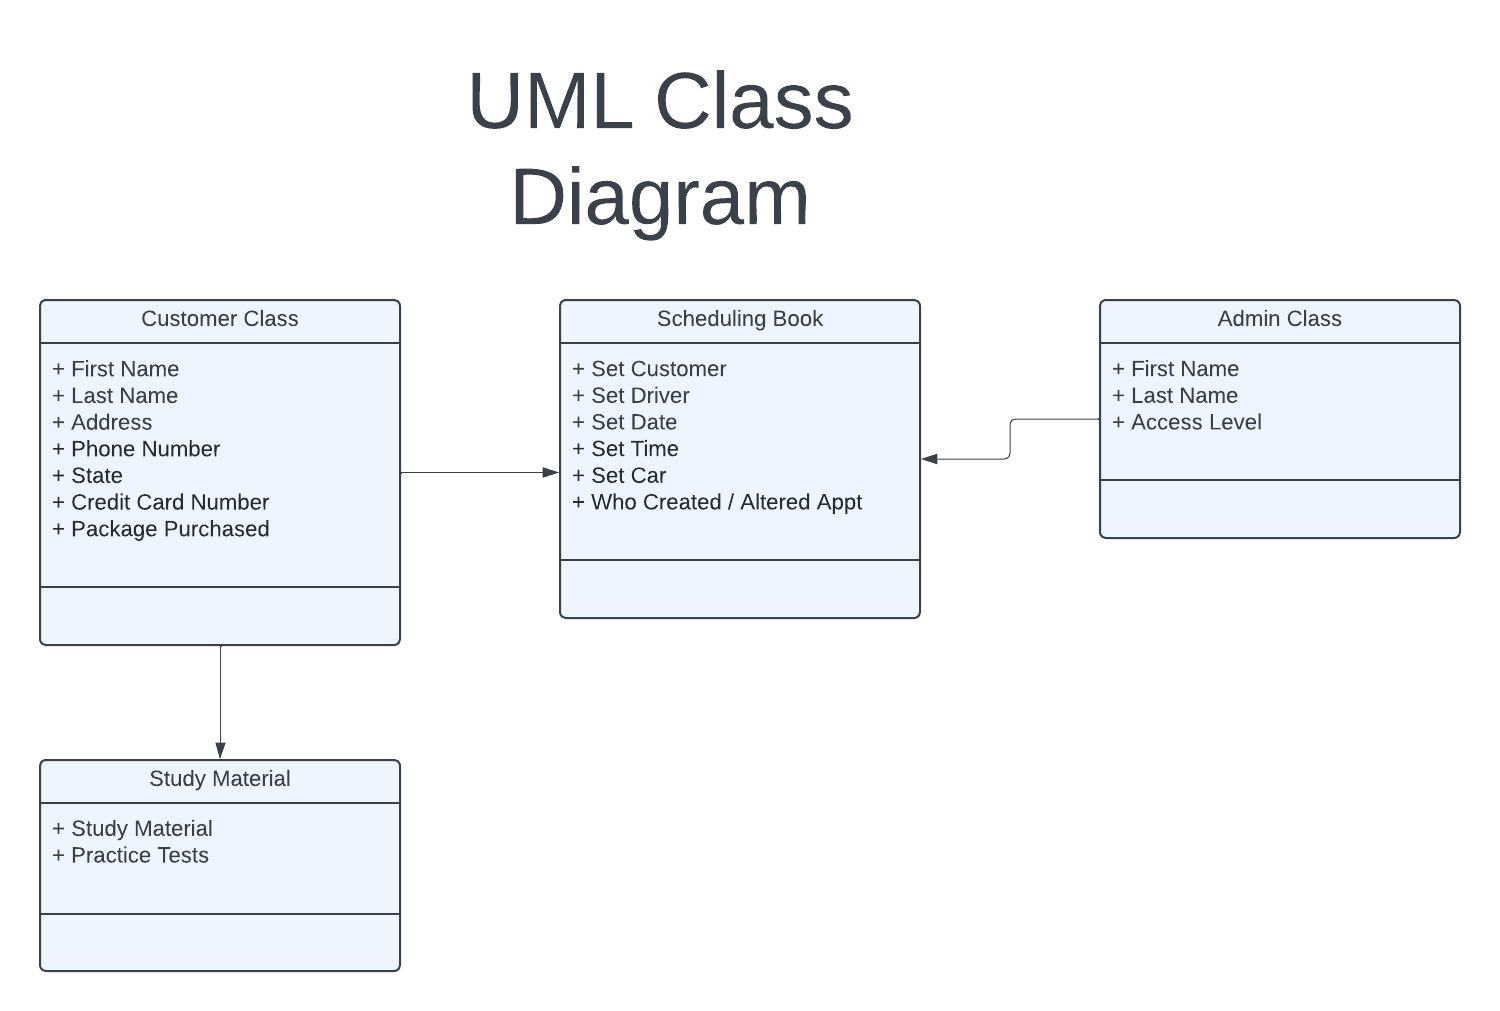 UML Class
Diagram
Customer Class
+ First Name
+ Last Name
+ Address
+ Phone Number
+ State
+ Credit Card Number
+ Package Purchased
Scheduling Book
+ Set Customer
+ Set Driver
+ Set Date
+ Set Time
+ Set Car
+ Who Created / Altered Appt
Admin Class
+ First Name
+ Last Name
+ Access Level
Study Material
+ Study Material
+ Practice Tests